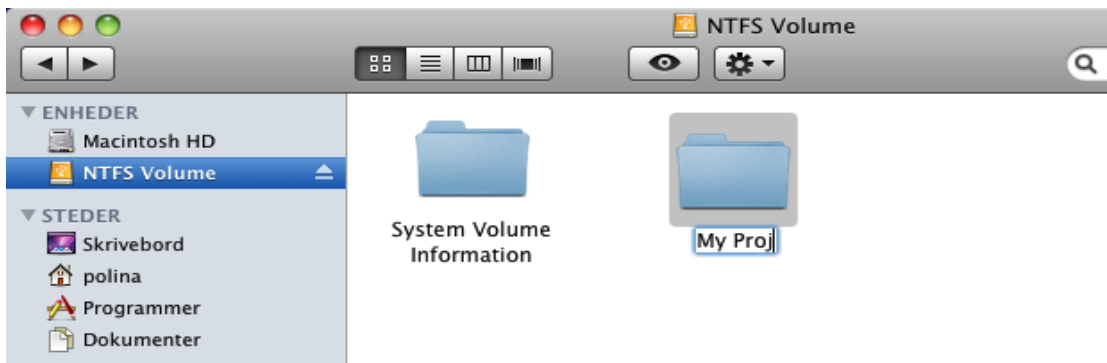 NTFS Volume
ENHEDER
Macintosh HD
NTFS Volume
STEDER
Skrivebord
polina
Programmer
Dokumenter
System Volume
Information
My Proj